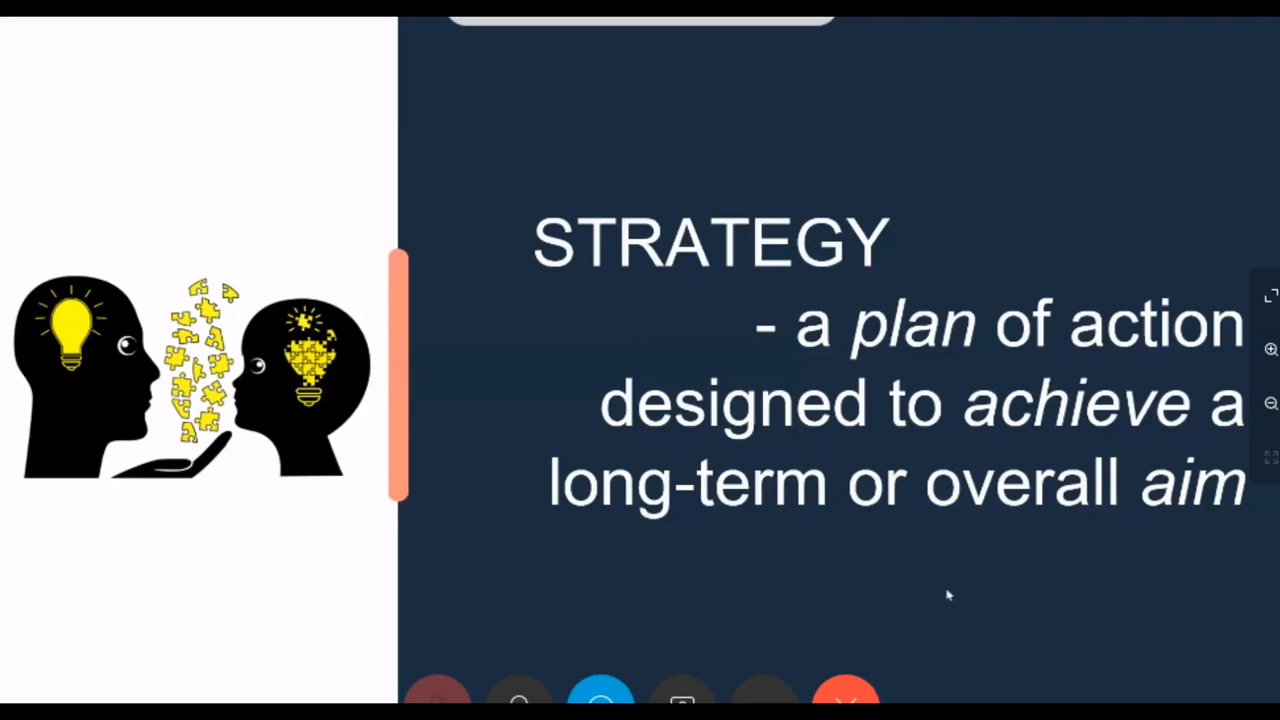 STRATEGY
- a plan of action
designed to achieve a
long-term or overall aim